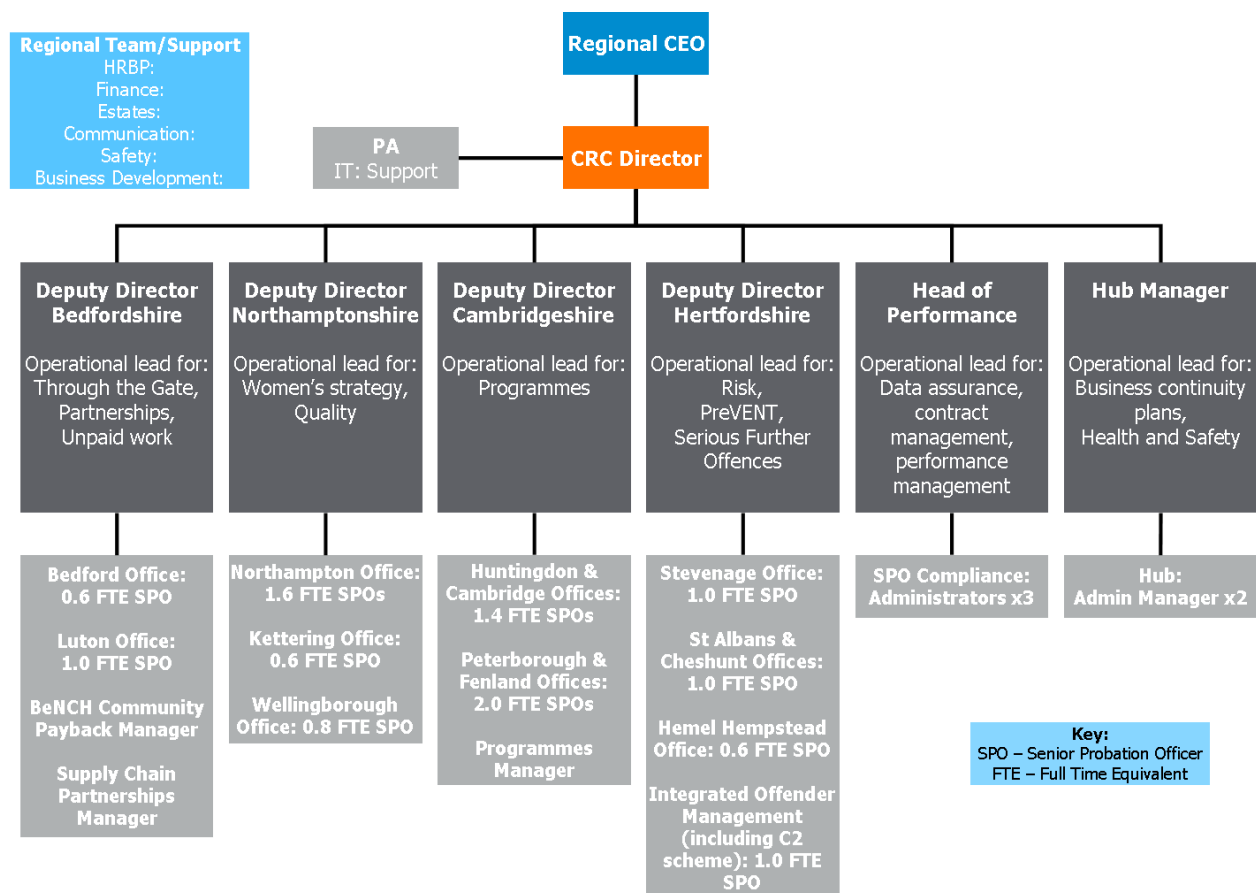 Regional Team/Support
HRBP:
Finance:
Estates:
Communication:
Safety:
Business Development:
Regional CEO
PA
IT: Support
CRC Director
Deputy Director
Bedfordshire
Operational lead for:
Through the Gate,
Partnerships,
Unpaid work
Deputy Director
Northamptonshire
Operational lead for:
Women's strategy,
Quality
Deputy Director
Cambridgeshire
Operational lead for:
Programmes
Deputy Director
Hertfordshire
Operational lead for:
Risk,
PreVENT,
Serious Further
Offences
Head of
Performance
Operational lead for:
Data assurance,
contract
management,
performance
management
Hub Manager
Operational lead for:
Business continuity
plans,
Health and Safety
Bedford Office:
0.6 FTE SPO
Luton Office:
1.0 FTE SPO
BeNCH Community
Payback Manager
Supply Chain
Partnerships
Manager
Northampton Office:
1.6 FTE SPOs
Kettering Office:
0.6 FTE SPO
Wellingborough
Office: 0.8 FTE SPO
Huntingdon &
Cambridge Offices:
1.4 FTE SPOs
Peterborough &
Fenland Offices:
2.0 FTE SPOs
Programmes
Manager
Stevenage Office:
1.0 FTE SPO
St Albans &
Cheshunt Offices:
1.0 FTE SPO
Hemel Hempstead
Office: 0.6 FTE SPO
Integrated Offender
Management
(including C2
scheme): 1.0 FTE
SPO
SPO Compliance:
Administrators x3
Hub:
Admin Manager x2
Key:
SPO – Senior Probation Officer
FTE – Full Time Equivalent